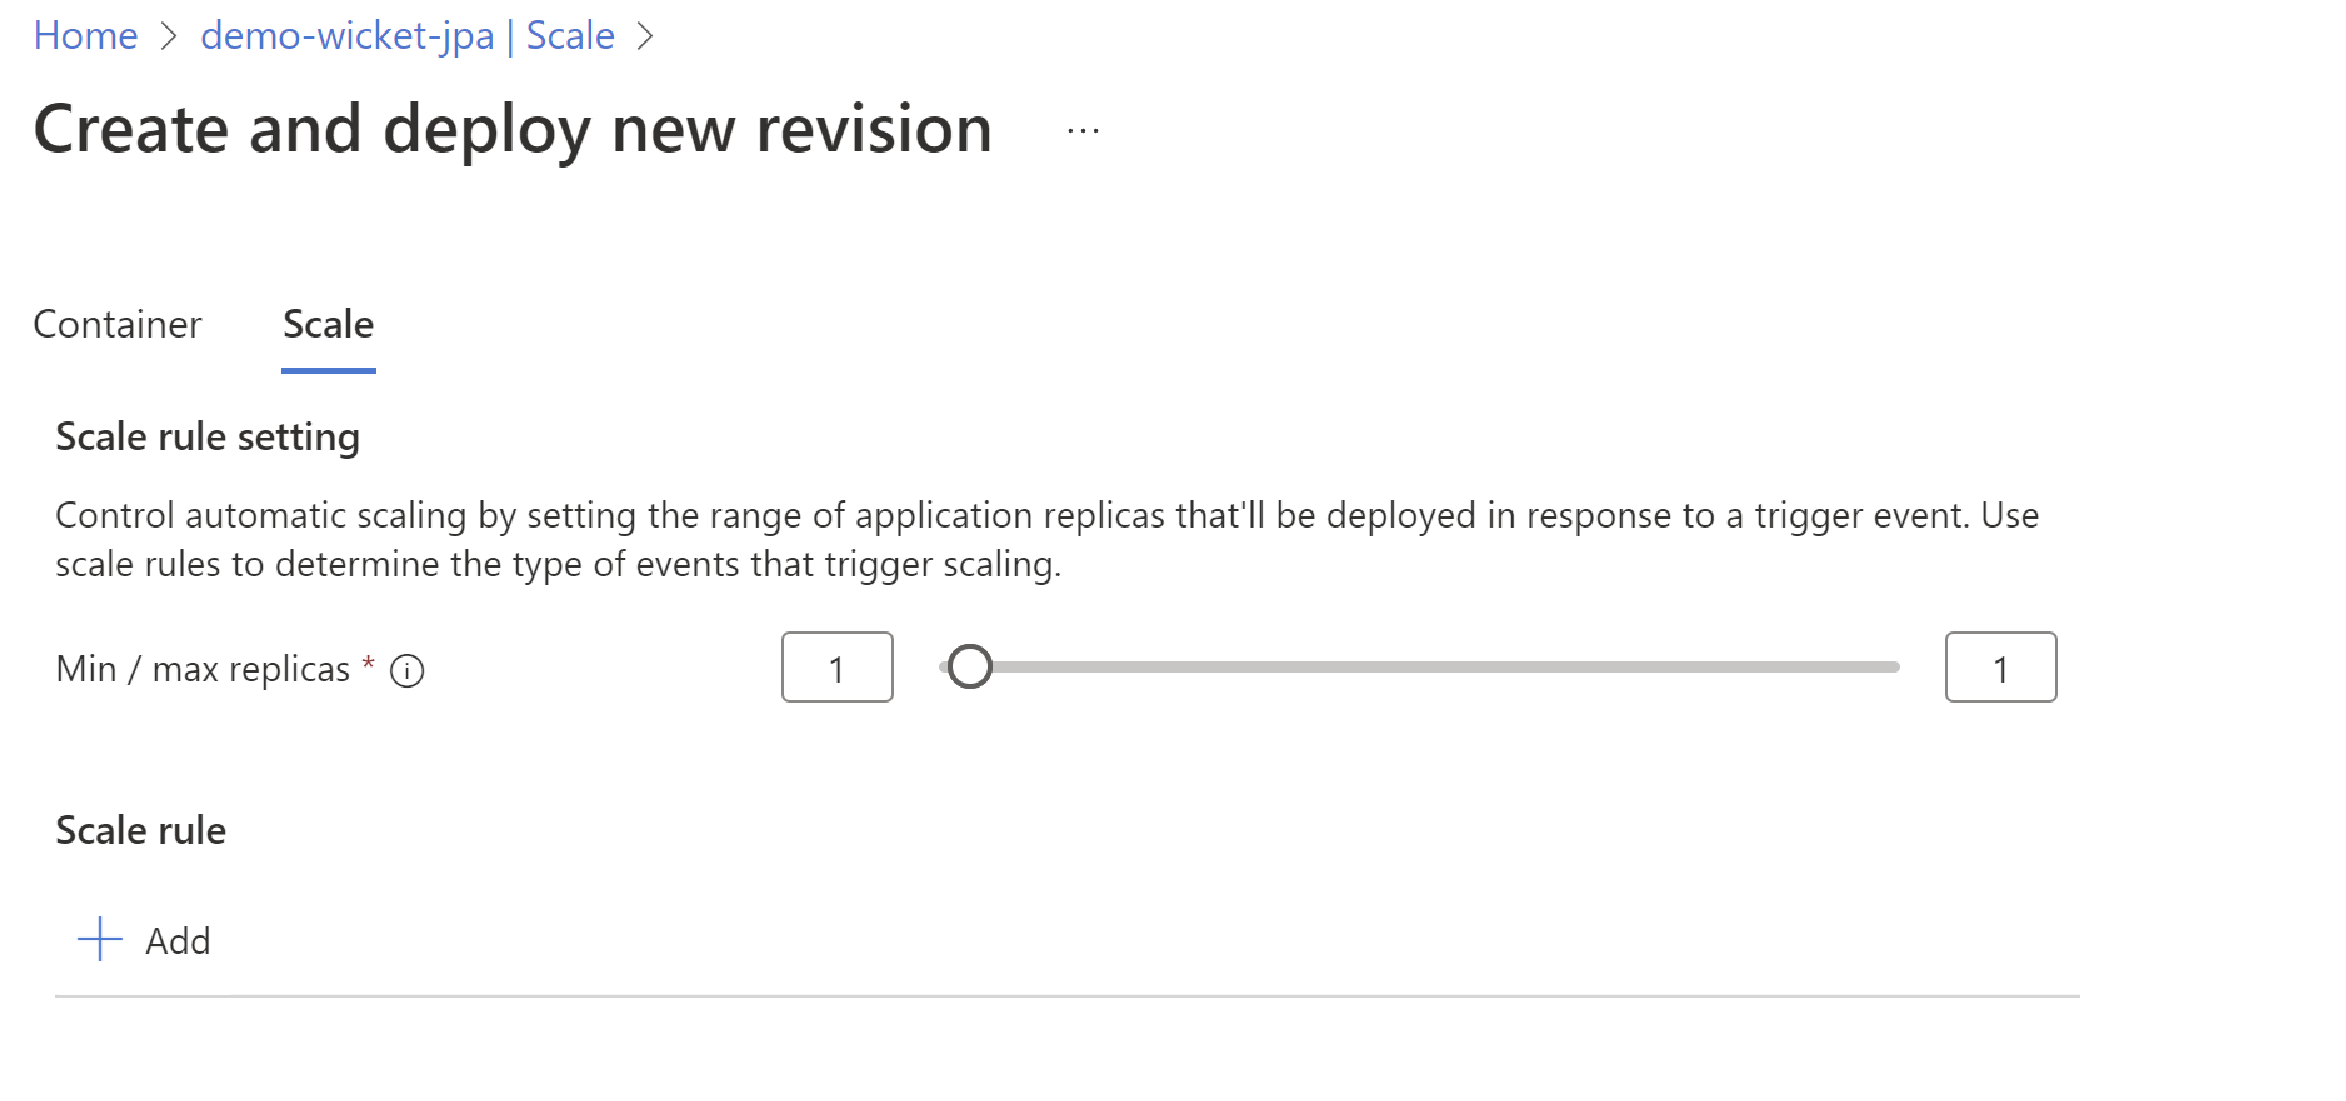 Home > demo-wicket-jpa | Scale >
Create and deploy new revision ...
Container Scale
Scale rule setting
Control automatic scaling by setting the range of application replicas that'll be deployed in response to a trigger event. Use
scale rules to determine the type of events that trigger scaling.
Min / max replicas * 1 1
Scale rule
+ Add